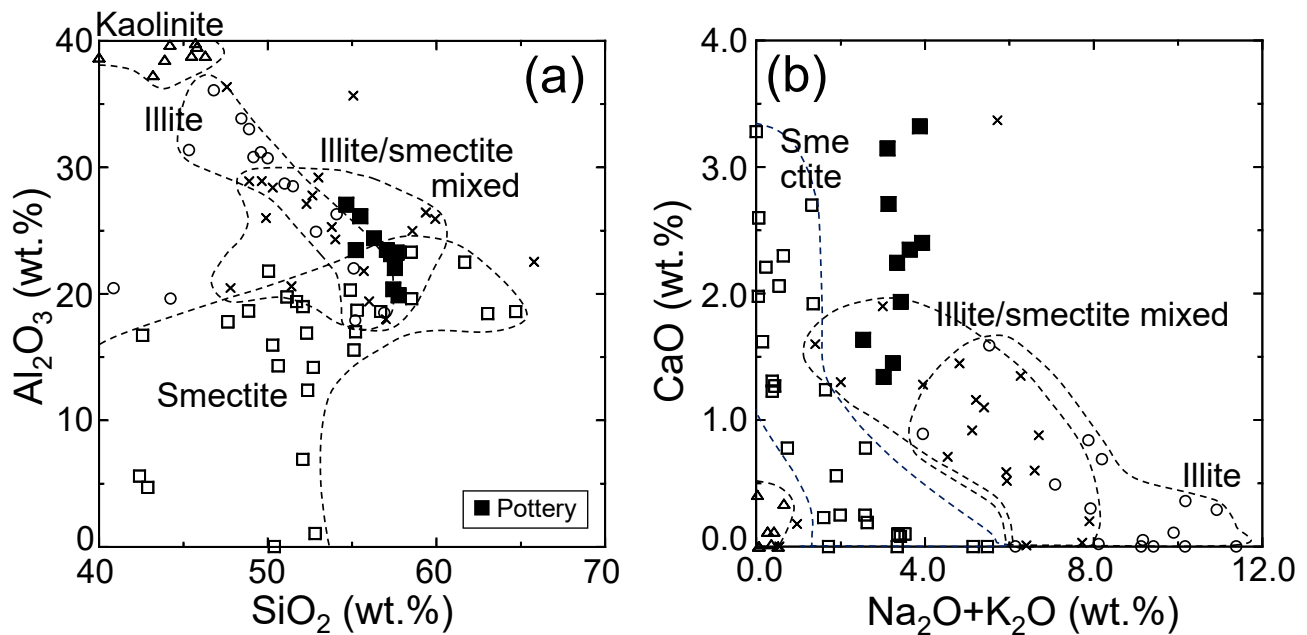 Kaolinite
40
(a)
(b)
Illite
Illite/smectite
mixed
30
Al₂O₃ (wt.%)
20
Smectite
10
Pottery
0
40
50
60
70
SiO₂ (wt.%)
4.0
Sme
ctite
3.0
CaO (wt.%)
2.0
Illite/smectite mixed
1.0
Illite
0.0
0.0
4.0
8.0
12.0
Na₂O+K₂O (wt.%)